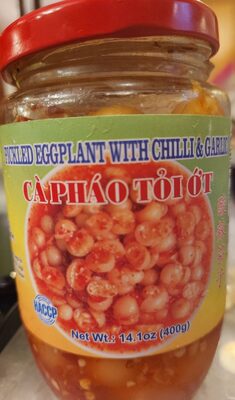 PICKLED EGGPLANT WITH CHILLI & GARLIC
CÀ PHÁO TỎI ỚT
HACCP
Net Wt.: 14.1oz (400g)